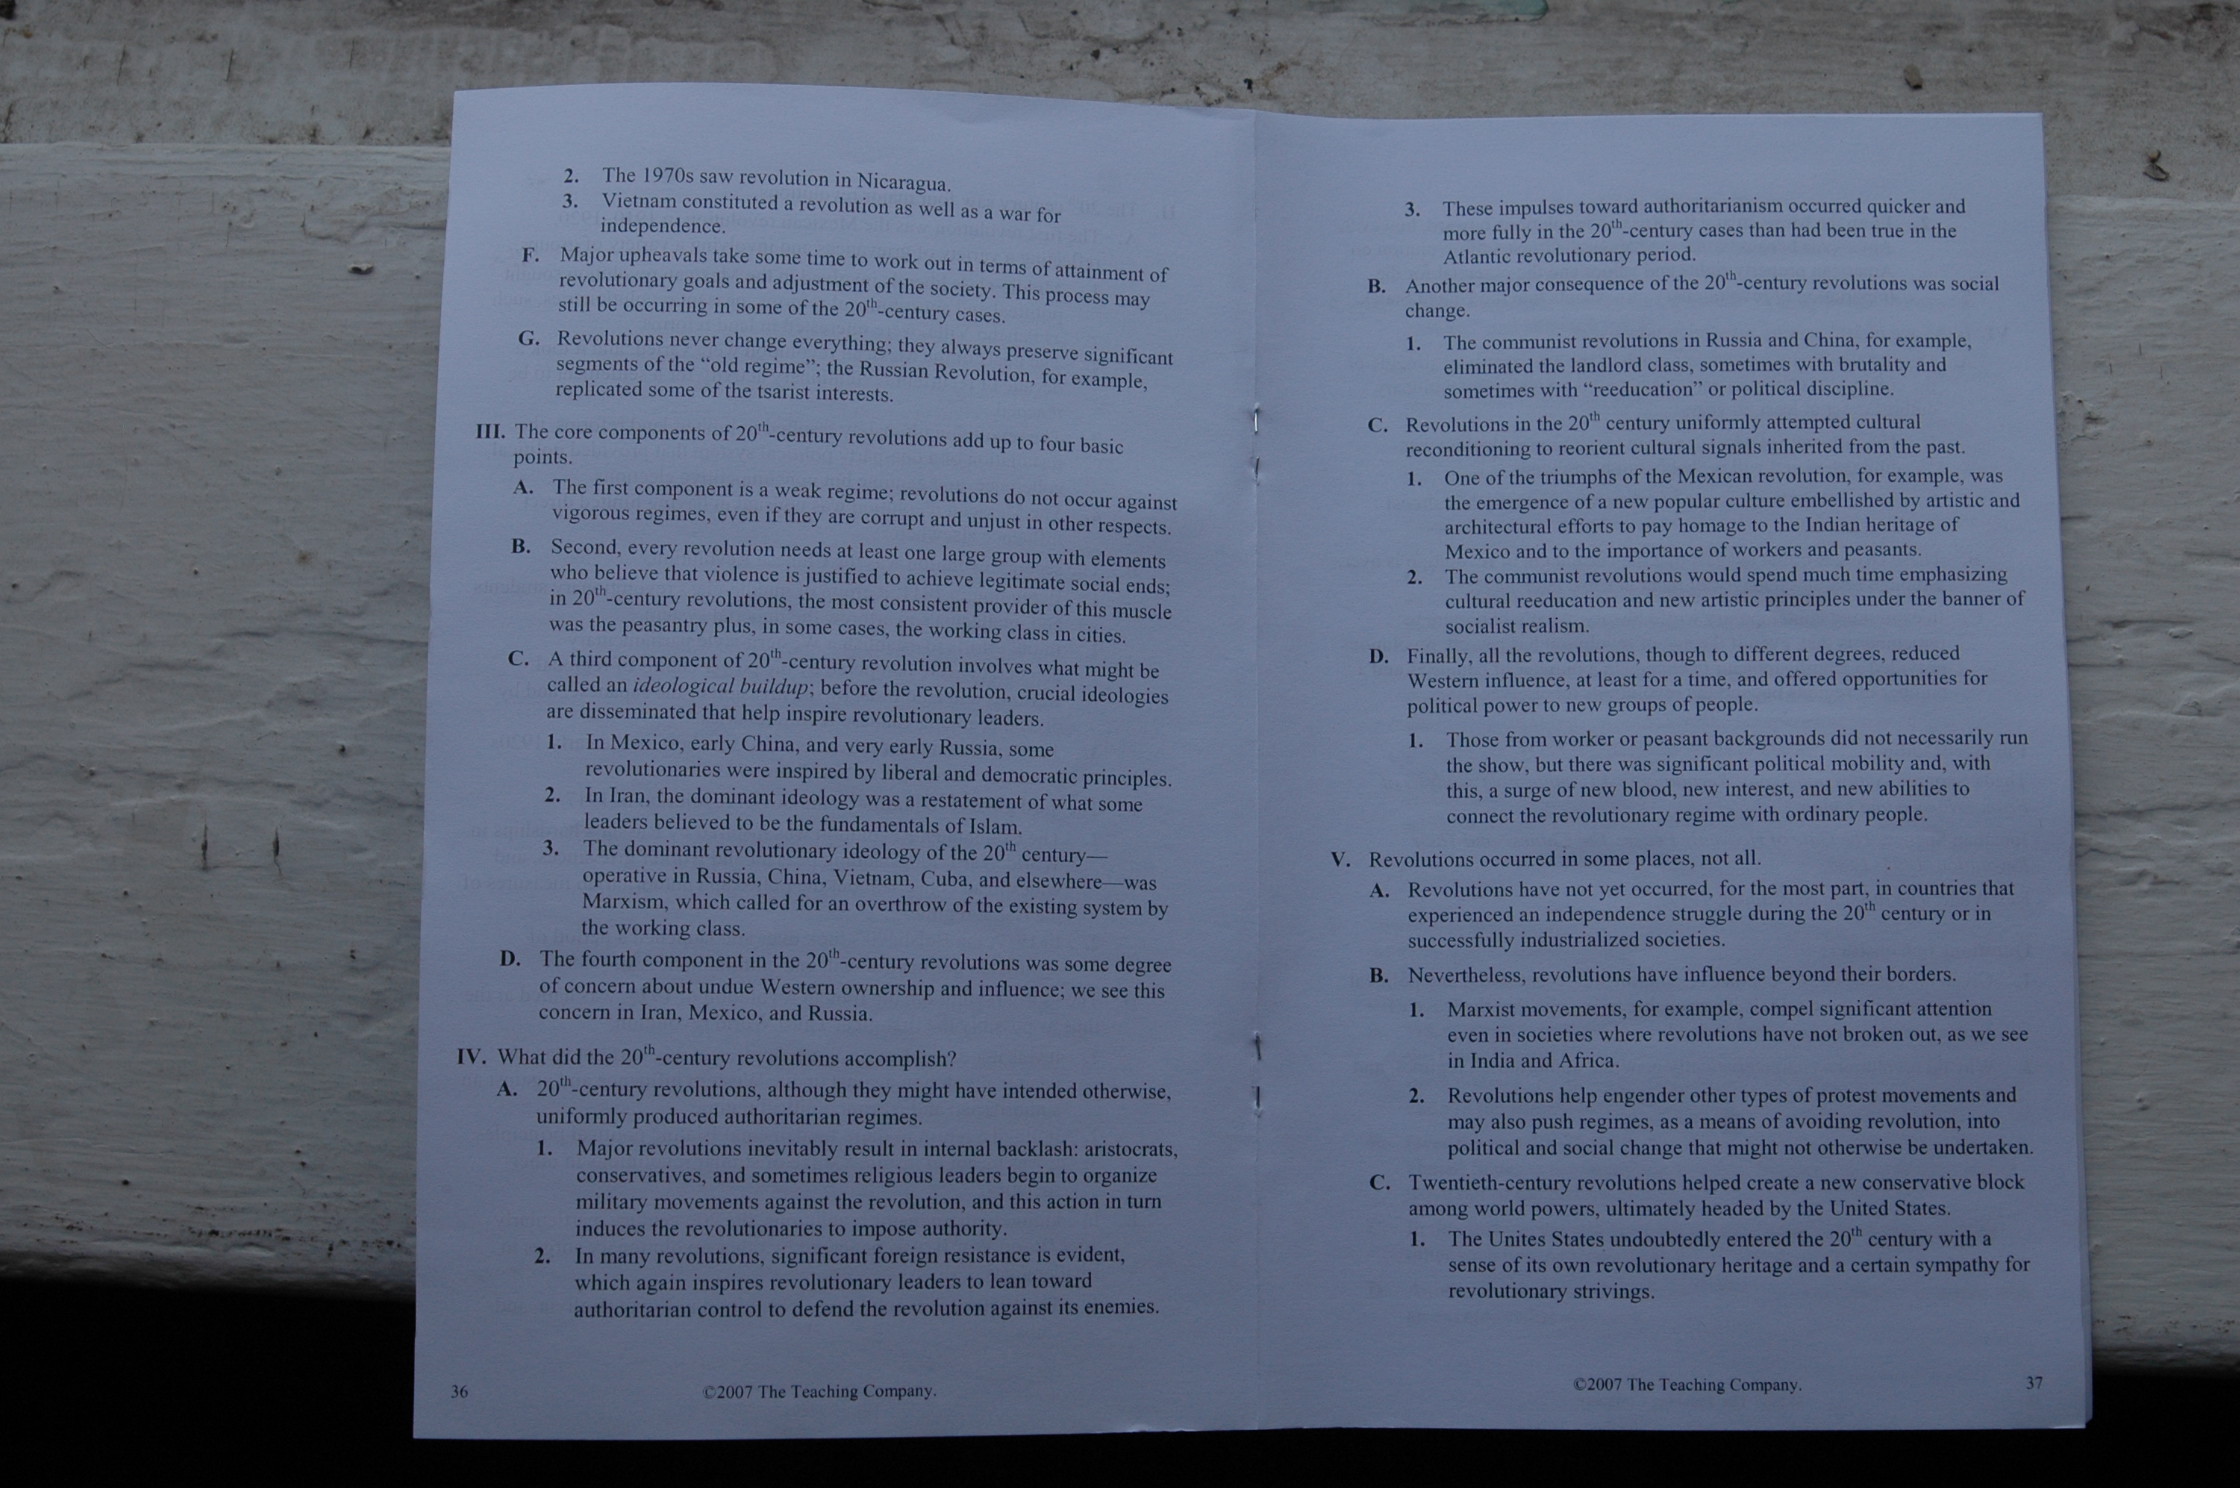 2. The 1970s saw revolution in Nicaragua.
3. Vietnam constituted a revolution as well as a war for
independence.
F. Major upheavals take some time to work out in terms of attainment of
revolutionary goals and adjustment of the society. This process may
still be occurring in some of the 20th-century cases.
G. Revolutions never change everything; they always preserve significant
segments of the “old regime”; the Russian Revolution, for example,
replicated some of the tsarist interests.
III. The core components of 20th-century revolutions add up to four basic
points.
A. The first component is a weak regime; revolutions do not occur against
vigorous regimes, even if they are corrupt and unjust in other respects.
B. Second, every revolution needs at least one large group with elements
who believe that violence is justified to achieve legitimate social ends;
in 20th-century revolutions, the most consistent provider of this muscle
was the peasantry plus, in some cases, the working class in cities.
C. A third component of 20th-century revolution involves what might be
called an ideological buildup; before the revolution, crucial ideologies
are disseminated that help inspire revolutionary leaders.
1. In Mexico, early China, and very early Russia, some
revolutionaries were inspired by liberal and democratic principles.
2. In Iran, the dominant ideology was a restatement of what some
leaders believed to be the fundamentals of Islam.
3. The dominant revolutionary ideology of the 20th century—
operative in Russia, China, Vietnam, Cuba, and elsewhere—was
Marxism, which called for an overthrow of the existing system by
the working class.
D. The fourth component in the 20th-century revolutions was some degree
of concern about undue Western ownership and influence; we see this
concern in Iran, Mexico, and Russia.
IV. What did the 20th-century revolutions accomplish?
A. 20th-century revolutions, although they might have intended otherwise,
uniformly produced authoritarian regimes.
1. Major revolutions inevitably result in internal backlash: aristocrats,
conservatives, and sometimes religious leaders begin to organize
military movements against the revolution, and this action in turn
induces the revolutionaries to impose authority.
2. In many revolutions, significant foreign resistance is evident,
which again inspires revolutionary leaders to lean toward
authoritarian control to defend the revolution against its enemies.
36 ©2007 The Teaching Company.
3. These impulses toward authoritarianism occurred quicker and
more fully in the 20th-century cases than had been true in the
Atlantic revolutionary period.
B. Another major consequence of the 20th-century revolutions was social
change.
1. The communist revolutions in Russia and China, for example,
eliminated the landlord class, sometimes with brutality and
sometimes with “reeducation” or political discipline.
C. Revolutions in the 20th century uniformly attempted cultural
reconditioning to reorient cultural signals inherited from the past.
1. One of the triumphs of the Mexican revolution, for example, was
the emergence of a new popular culture embellished by artistic and
architectural efforts to pay homage to the Indian heritage of
Mexico and to the importance of workers and peasants.
2. The communist revolutions would spend much time emphasizing
cultural reeducation and new artistic principles under the banner of
socialist realism.
D. Finally, all the revolutions, though to different degrees, reduced
Western influence, at least for a time, and offered opportunities for
political power to new groups of people.
1. Those from worker or peasant backgrounds did not necessarily run
the show, but there was significant political mobility and, with
this, a surge of new blood, new interest, and new abilities to
connect the revolutionary regime with ordinary people.
V. Revolutions occurred in some places, not all.
A. Revolutions have not yet occurred, for the most part, in countries that
experienced an independence struggle during the 20th century or in
successfully industrialized societies.
B. Nevertheless, revolutions have influence beyond their borders.
1. Marxist movements, for example, compel significant attention
even in societies where revolutions have not broken out, as we see
in India and Africa.
2. Revolutions help engender other types of protest movements and
may also push regimes, as a means of avoiding revolution, into
political and social change that might not otherwise be undertaken.
C. Twentieth-century revolutions helped create a new conservative block
among world powers, ultimately headed by the United States.
1. The Unites States undoubtedly entered the 20th century with a
sense of its own revolutionary heritage and a certain sympathy for
revolutionary strivings.
©2007 The Teaching Company. 37